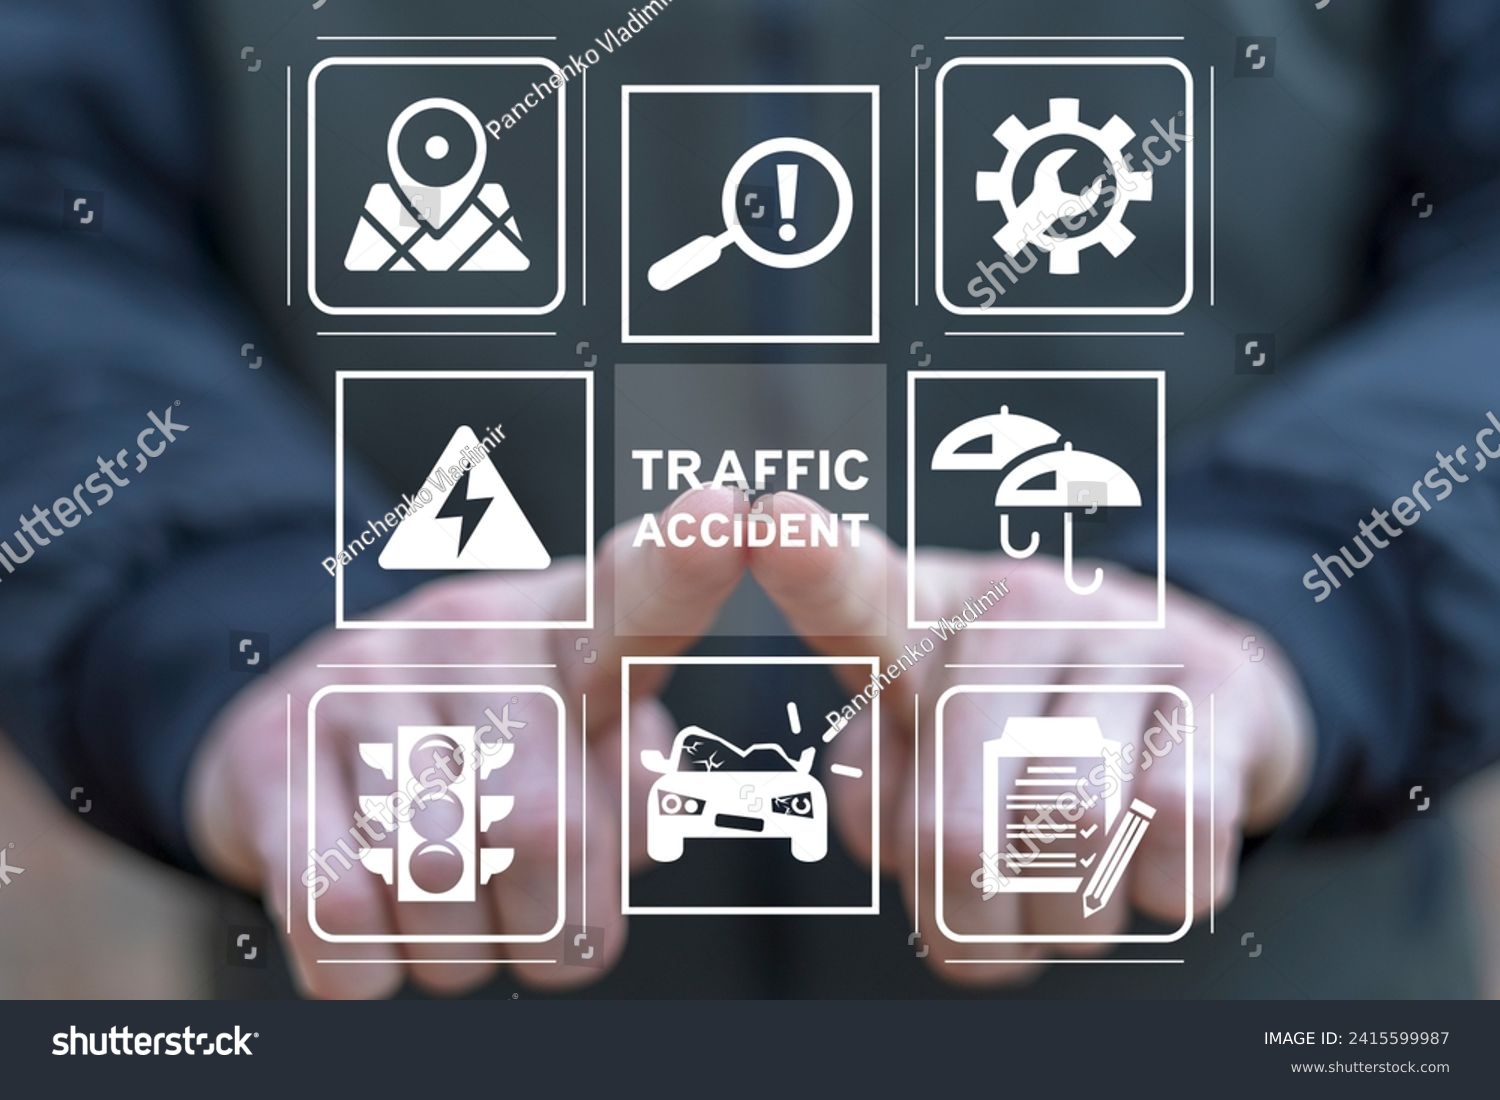 Panchenko Vladimir
shutterstock
TRAFFIC
ACCIDENT
Panchenko Vladimir
shutterstock
shutterstock
Panchenko Vladimir
shutterstock
shutterstock
shutterstock
IMAGE ID: 2415599987
www.shutterstock.com